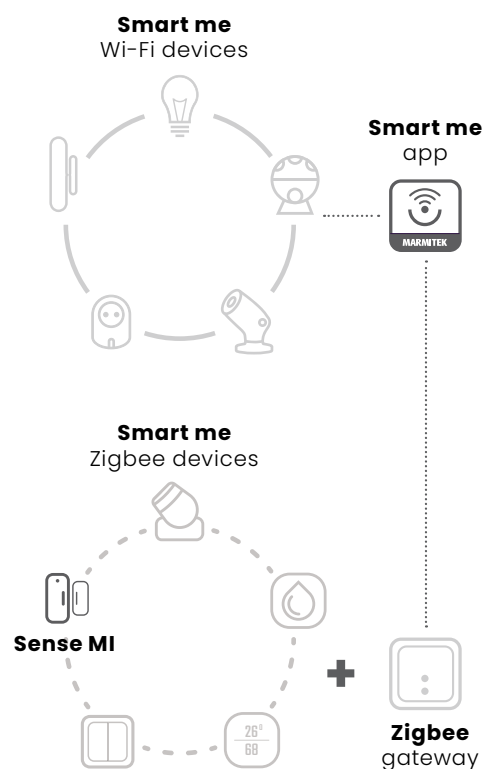 Smart me
Wi-Fi devices
Smart me
app
MARMITEK
Smart me
Zigbee devices
Sense MI
26°
68
Zigbee
gateway